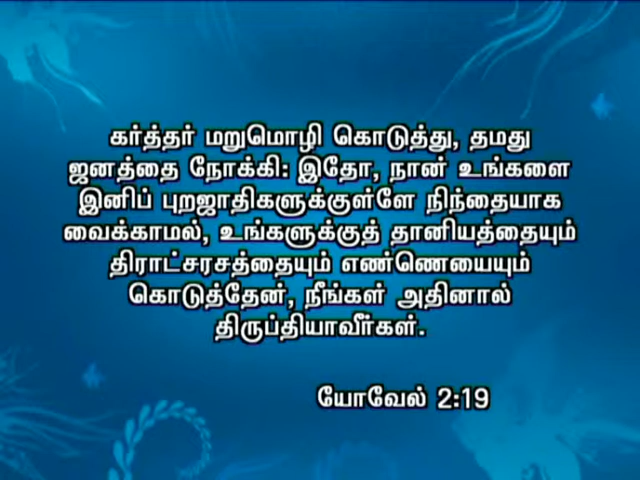 கர்த்தர் மறுமொழி கொடுத்து, தமது
ஜனத்தை நோக்கி: இதோ, நான் உங்களை
இனிப் புறஜாதிகளுக்குள்ளே நிந்தையாக
வைக்காமல், உங்களுக்குத் தானியத்தையும்
திராட்சரசத்தையும் எண்ணெயையும்
கொடுத்தேன், நீங்கள் அதினால்
திருப்தியாவீர்கள்.
யோவேல் 2:19